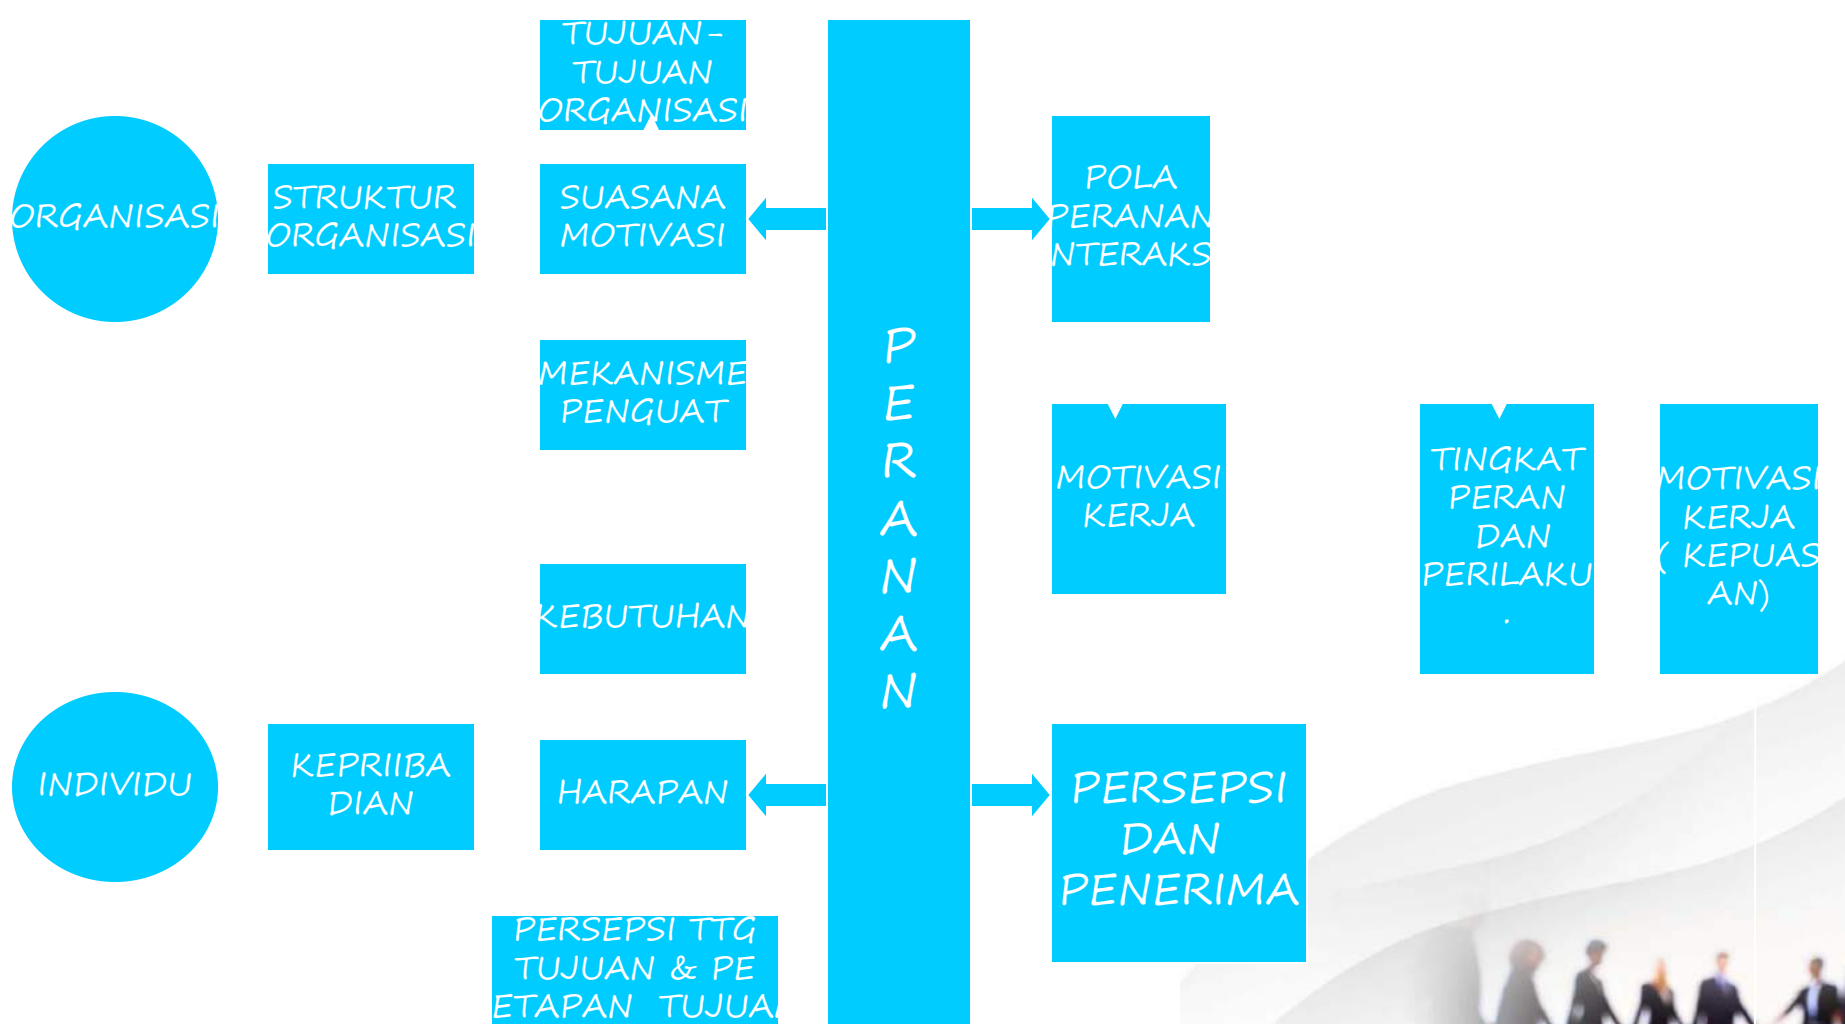 TUJUAN-
TUJUAN
ORGANISASI
ORGANISASI
STRUKTUR
ORGANISASI
SUASANA
MOTIVASI
MEKANISME
PENGUAT
KEBUTUHAN
INDIVIDU
KEPRIIBA
DIAN
HARAPAN
PERSEPSI TTG
TUJUAN & PE
ETAPAN TUJUA
P
E
R
A
N
A
N
POLA
PERANAN
NTERAKS
MOTIVASI
KERJA
PERSEPSI
DAN
PENERIMA
TINGKAT
PERAN
DAN
PERILAKU
.
MOTIVASI
KERJA
( KEPUAS
AN)